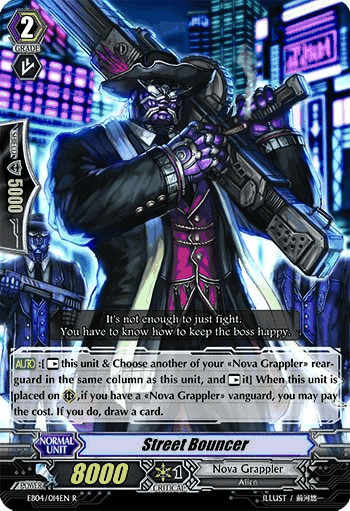 2
GRADE
SHIELD
5000
It's not enough to just fight.
You have to know how to keep the boss happy.
AUTO:[this unit & Choose another of your «Nova Grappler» rear-
guard in the same column as this unit, and it] When this unit is
placed on R, if you have a «Nova Grappler» vanguard, you may pay
the cost. If you do, draw a card.
NORMAL
UNIT
Street Bouncer
POWER
8000
1
CRITICAL
Nova Grappler
Alien
EB04/014EN R
ILLUST / 前河悠